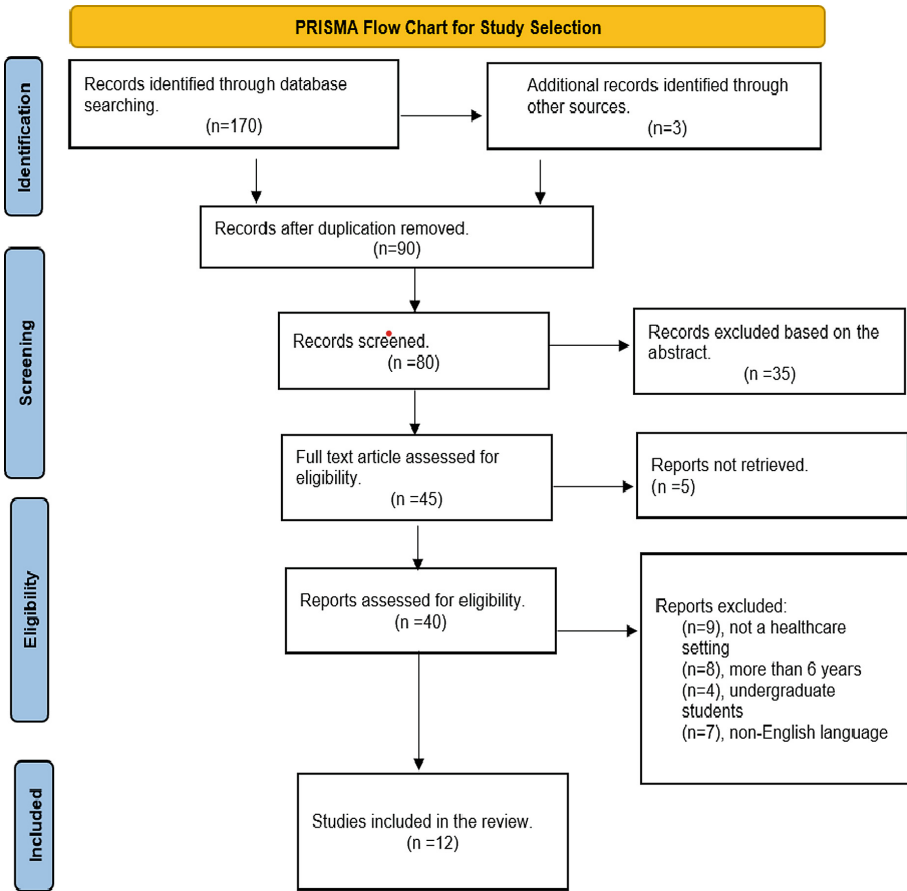 PRISMA Flow Chart for Study Selection
Identification
Records identified through database
searching.
(n=170)
Additional records identified through
other sources.
(n=3)
Records after duplication removed.
(n=90)
Screening
Records screened.
(n =80)
Records excluded based on the
abstract.
(n =35)
Full text article assessed for
eligibility.
(n =45)
Reports not retrieved.
(n =5)
Eligibility
Reports assessed for eligibility.
(n =40)
Reports excluded:
(n=9), not a healthcare
setting
(n=8), more than 6 years
(n=4), undergraduate
students
(n=7), non-English language
Included
Studies included in the review.
(n =12)